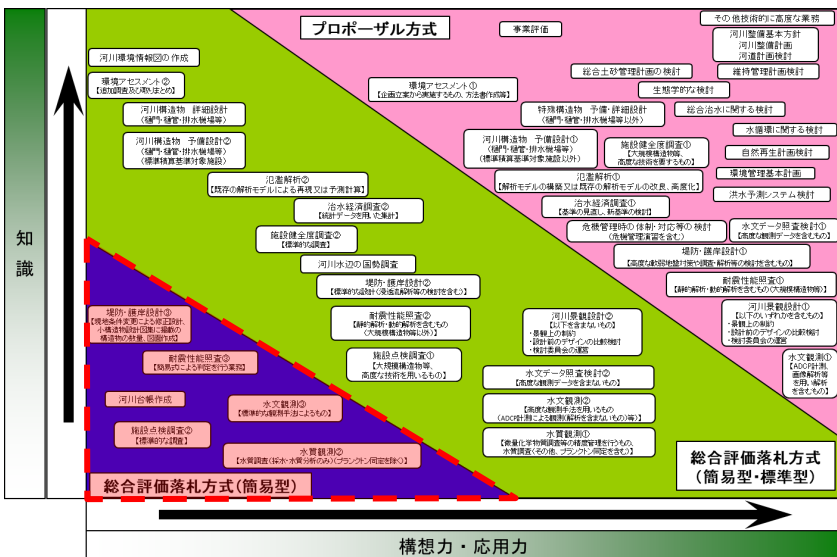 プロポーザル方式
事業評価
その他技術的に高度な業務
河川整備基本方針
河川整備計画
河道計画検討
河川環境情報図の作成
総合土砂管理計画の検討
維持管理計画検討
環境アセスメント②
【追加調査及び取りまとめ】
環境アセスメント①
【企画立案から実施するもの、方法書作成等】
生態学的な検討
河川構造物 詳細設計
(樋門・樋管・排水機場等)
特殊構造物 予備・詳細設計
(樋門・樋管・排水機場等以外)
総合治水に関する検討
水循環に関する検討
河川構造物 予備設計②
(樋門・樋管・排水機場等)
(標準積算基準対象施設)
河川構造物 予備設計①
(樋門・樋管・排水機場等)
(標準積算基準対象施設以外)
施設健全度調査①
【大規模構造物等、
高度な技術を要するもの】
自然再生計画検討
氾濫解析②
【既存の解析モデルによる再現又は予測計算】
氾濫解析①
【解析モデルの構築又は既存の解析モデルの改良、高度化】
環境管理基本計画
洪水予測システム検討
治水経済調査②
【統計データを用いた集計】
治水経済調査①
【基準の見直し、新基準の検討】
危機管理時の体制・対応等の検討
(危機管理演習を含む)
水文データ照査検討①
【高度な観測データを含むもの】
施設健全度調査②
【標準的な調査】
堤防・護岸設計①
【高度な軟弱地盤対策や調査・解析等の検討を含むもの】
知識
河川水辺の国勢調査
堤防・護岸設計②
【標準的な設計(浸透流解析等の検討を含む)】
耐震性能照査①
【静的解析・動的解析を含むもの(大規模構造物等)】
堤防・護岸設計③
【現地条件変更による修正設計、
小構造物設計図集に掲載の
構造物の数量、図面作成】
耐震性能照査②
【静的解析・動的解析を含むもの
(大規模構造物等以外)】
河川景観設計②
【以下を含まないもの】
・景観上の制約
・設計前のデザインの比較検討
・検討委員会の運営
河川景観設計①
【以下のいずれかを含むもの】
・景観上の制約
・設計前のデザインの比較検討
・検討委員会の運営
耐震性能照査③
【簡易式による判定を行う業務】
施設点検調査①
【大規模構造物等、
高度な技術を用いるもの】
水文データ照査検討②
【高度な観測データを含まないもの】
水文観測①
【ADCP計測、
画像解析等
を用い解析
を含むもの】
河川台帳作成
水文観測③
【標準的な観測手法によるもの】
水文観測②
【高度な観測手法を用いるもの
(ADCP計測による観測(解析を含まない)等)】
施設点検調査②
【標準的な調査】
水質観測②
【水質調査(採水・水質分析のみ)(プランクトン同定を除く)】
水質観測①
【微量化学物質調査等の精度管理を行うもの、
水質調査(その他、プランクトン同定を含む)】
総合評価落札方式
(簡易型・標準型)
総合評価落札方式(簡易型)
構想力・応用力